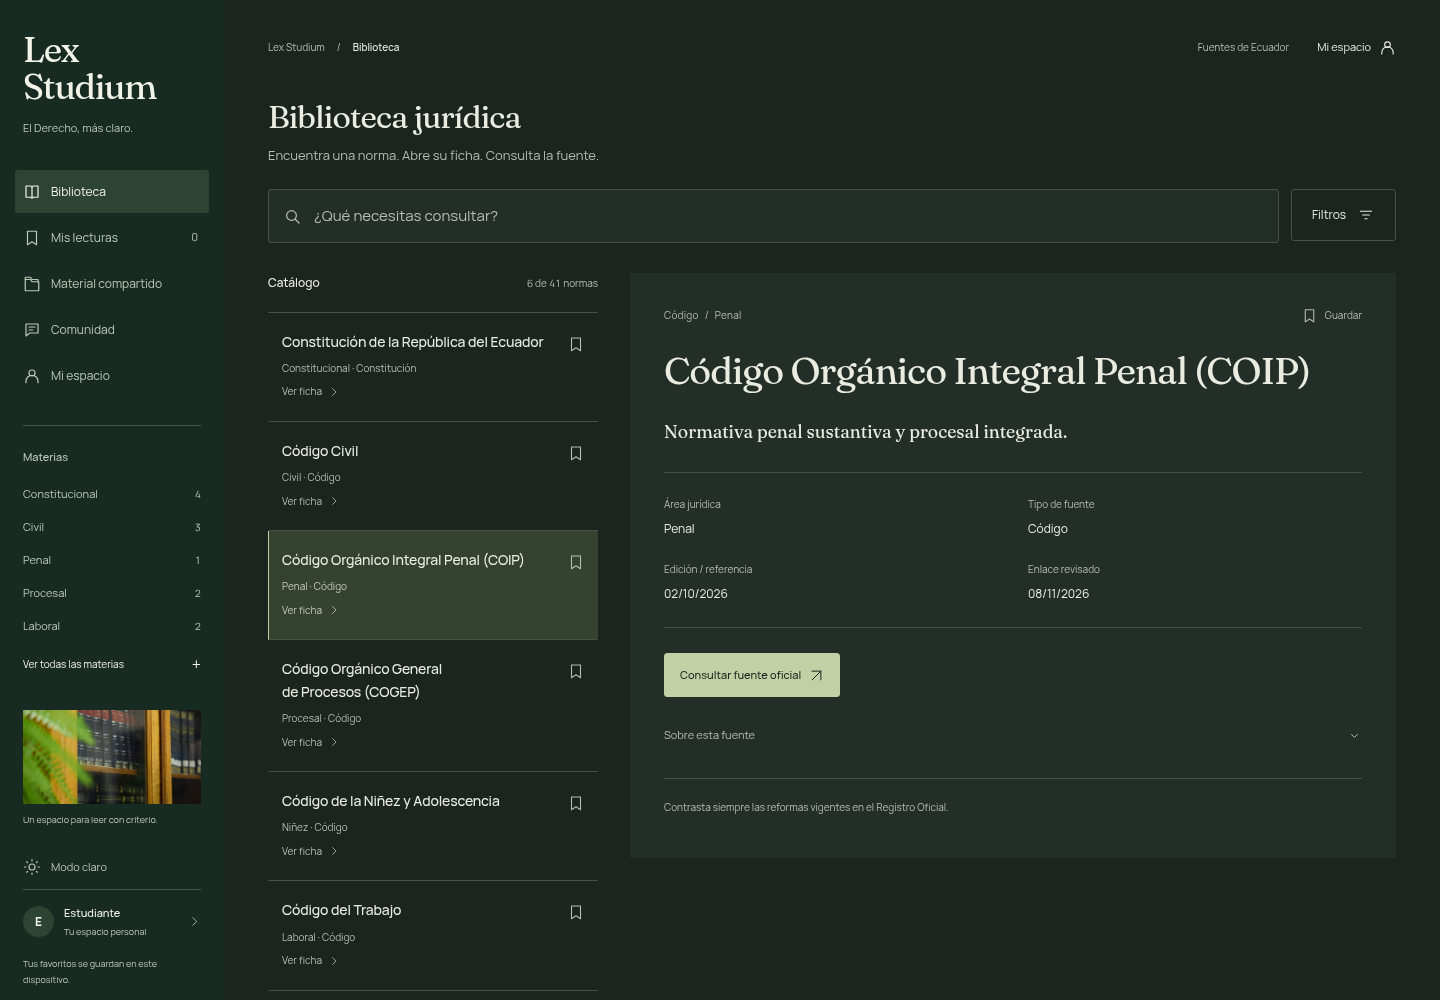 Lex
Studium
El Derecho, más claro.
Biblioteca
Mis lecturas 0
Material compartido
Comunidad
Mi espacio
Materias
Constitucional 4
Civil 3
Penal 1
Procesal 2
Laboral 2
Ver todas las materias +
Un espacio para leer con criterio.
Modo claro
E
Estudiante
Tu espacio personal
Tus favoritos se guardan en este
dispositivo.
Lex Studium / Biblioteca
Fuentes de Ecuador
Mi espacio
Biblioteca jurídica
Encuentra una norma. Abre su ficha. Consulta la fuente.
¿Qué necesitas consultar?
Filtros
Catálogo
6 de 41 normas
Constitución de la República del Ecuador
Constitucional · Constitución
Ver ficha
Código Civil
Civil · Código
Ver ficha
Código Orgánico Integral Penal (COIP)
Penal · Código
Ver ficha
Código Orgánico General
de Procesos (COGEP)
Procesal · Código
Ver ficha
Código de la Niñez y Adolescencia
Niñez · Código
Ver ficha
Código del Trabajo
Laboral · Código
Ver ficha
Código / Penal
Guardar
Código Orgánico Integral Penal (COIP)
Normativa penal sustantiva y procesal integrada.
Área jurídica
Penal
Tipo de fuente
Código
Edición / referencia
02/10/2026
Enlace revisado
08/11/2026
Consultar fuente oficial
Sobre esta fuente
Contrasta siempre las reformas vigentes en el Registro Oficial.